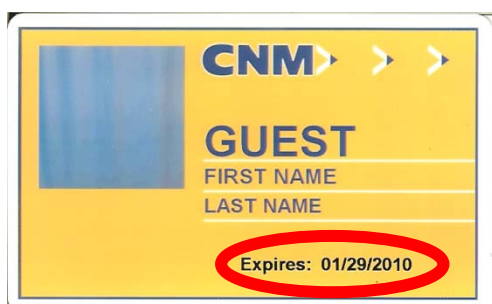 CNM
GUEST
FIRST NAME
LAST NAME
Expires: 01/29/2010